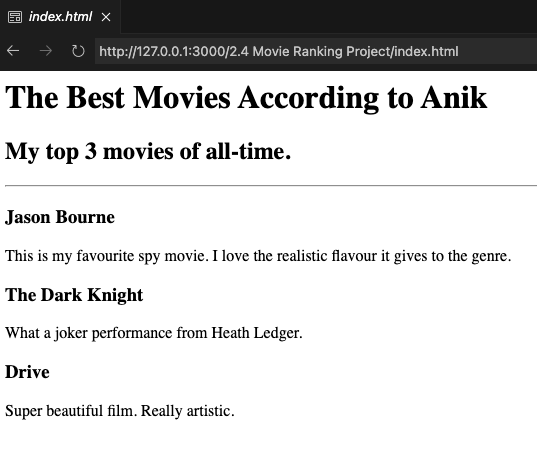 index.html
http://127.0.0.1:3000/2.4 Movie Ranking Project/index.html
The Best Movies According to Anik
My top 3 movies of all-time.
Jason Bourne
This is my favourite spy movie. I love the realistic flavour it gives to the genre.
The Dark Knight
What a joker performance from Heath Ledger.
Drive
Super beautiful film. Really artistic.